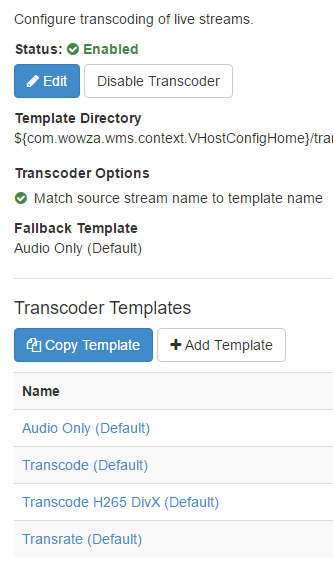 Configure transcoding of live streams.
Status: Enabled
Edit Disable Transcoder
Template Directory
${com.wowza.wms.context.VHostConfigHome}/tra
Transcoder Options
Match source stream name to template name
Fallback Template
Audio Only (Default)
Transcoder Templates
Copy Template Add Template
Name
Audio Only (Default)
Transcode (Default)
Transcode H265 DivX (Default)
Transrate (Default)